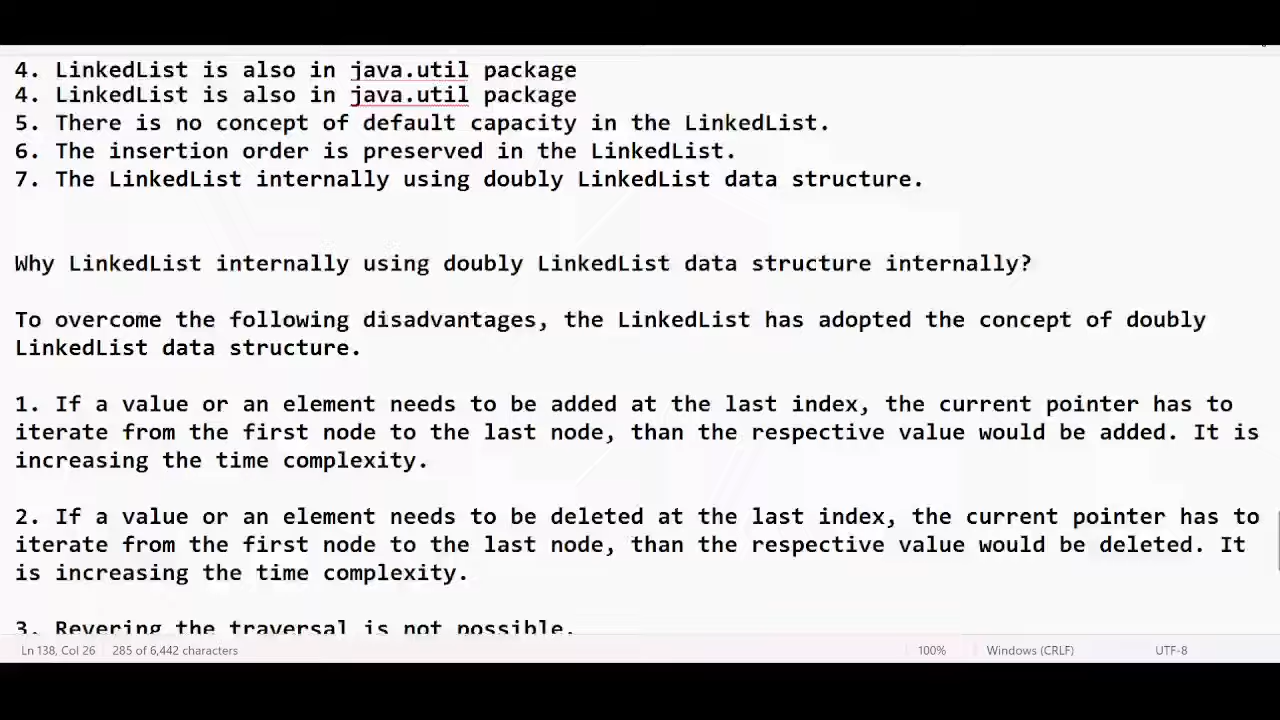 4. LinkedList is also in java.util package
4. LinkedList is also in java.util package
5. There is no concept of default capacity in the LinkedList.
6. The insertion order is preserved in the LinkedList.
7. The LinkedList internally using doubly LinkedList data structure.
Why LinkedList internally using doubly LinkedList data structure internally?
To overcome the following disadvantages, the LinkedList has adopted the concept of doubly
LinkedList data structure.
1. If a value or an element needs to be added at the last index, the current pointer has to
iterate from the first node to the last node, than the respective value would be added. It is
increasing the time complexity.
2. If a value or an element needs to be deleted at the last index, the current pointer has to
iterate from the first node to the last node, than the respective value would be deleted. It
is increasing the time complexity.
3. Revering the traversal is not possible.
Ln 138, Col 26 285 of 6,442 characters 100% Windows (CRLF) UTF-8